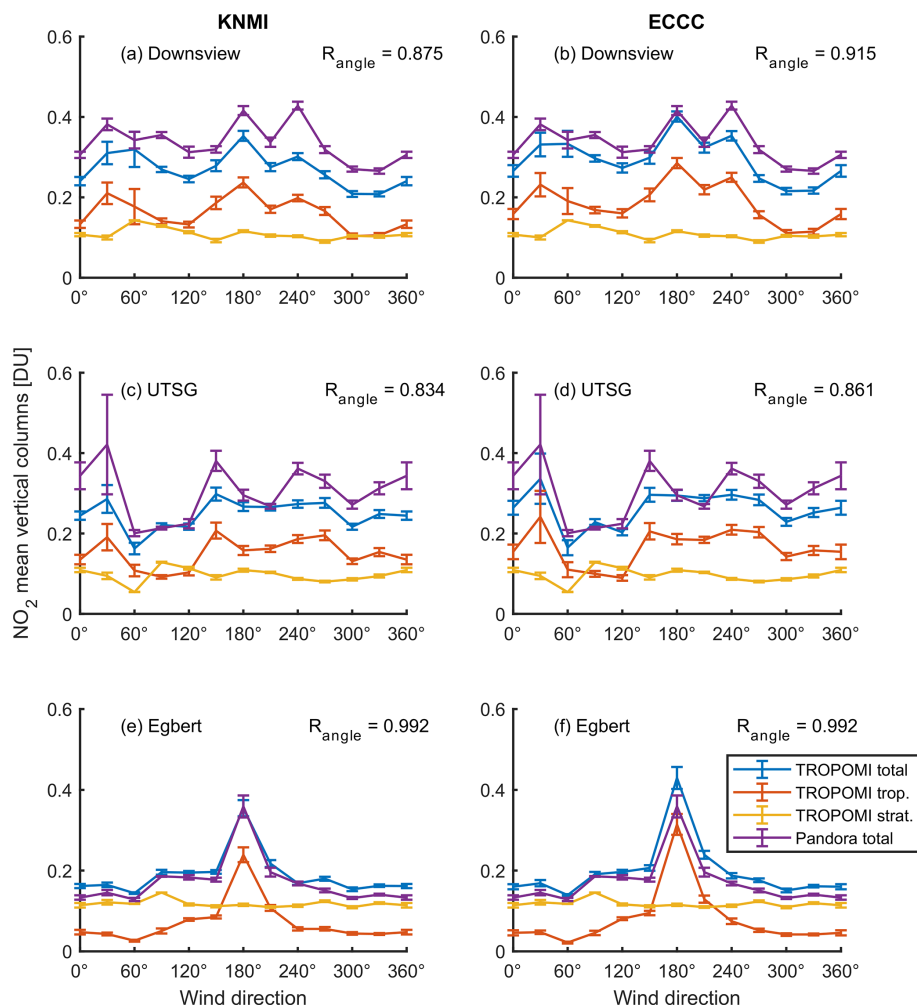 KNMI
ECCC
(a) Downsview R_angle = 0.875
0.6
0.4
0.2
0
0° 60° 120° 180° 240° 300° 360°
(b) Downsview R_angle = 0.915
0.6
0.4
0.2
0
0° 60° 120° 180° 240° 300° 360°
NO₂ mean vertical columns [DU]
(c) UTSG R_angle = 0.834
0.6
0.4
0.2
0
0° 60° 120° 180° 240° 300° 360°
(d) UTSG R_angle = 0.861
0.6
0.4
0.2
0
0° 60° 120° 180° 240° 300° 360°
(e) Egbert R_angle = 0.992
0.6
0.4
0.2
0
0° 60° 120° 180° 240° 300° 360°
Wind direction
(f) Egbert R_angle = 0.992
0.6
0.4
0.2
0
TROPOMI total
TROPOMI trop.
TROPOMI strat.
Pandora total
0° 60° 120° 180° 240° 300° 360°
Wind direction